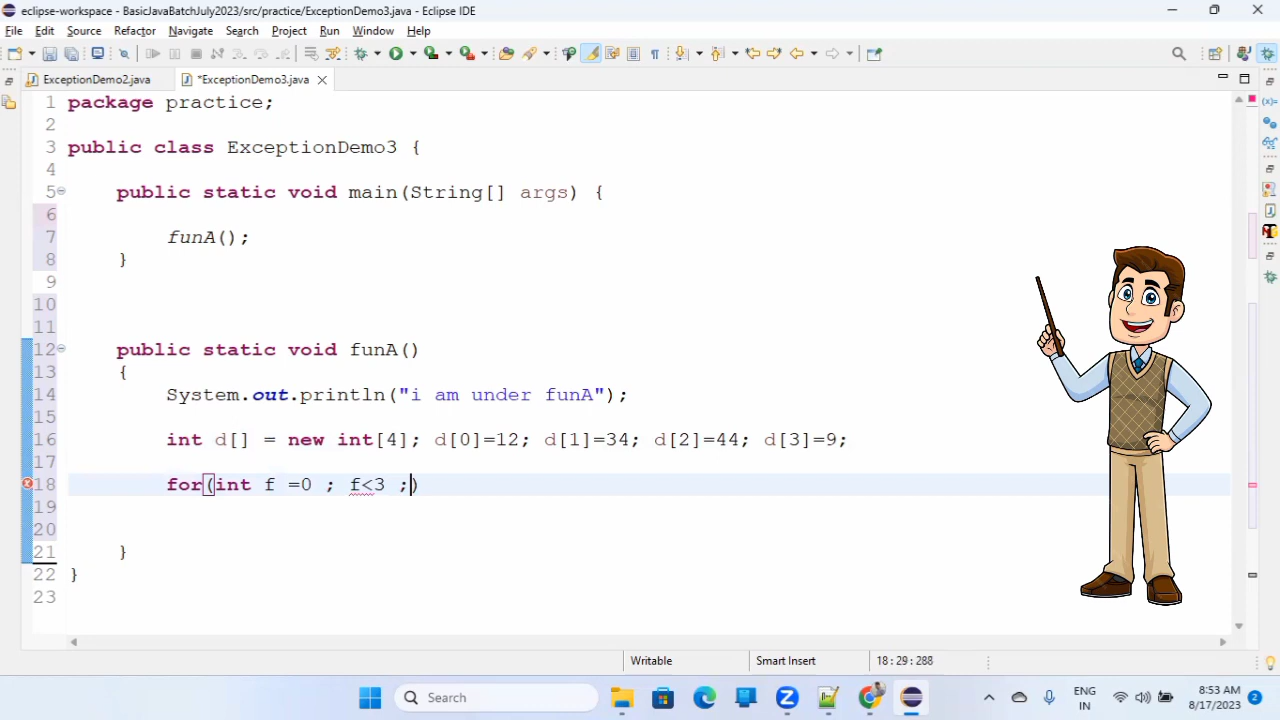 eclipse-workspace - BasicJavaBatchJuly2023/src/practice/ExceptionDemo3.java - Eclipse IDE
File Edit Source Refactor Navigate Search Project Run Window Help
ExceptionDemo2.java *ExceptionDemo3.java
1 package practice;
2
3 public class ExceptionDemo3 {
4
5 public static void main(String[] args) {
6
7 funA();
8 }
9
10
11
12 public static void funA()
13 {
14 System.out.println("i am under funA");
15
16 int d[] = new int[4]; d[0]=12; d[1]=34; d[2]=44; d[3]=9;
17
18 for(int f =0 ; f<3 ;)
19
20
21 }
22 }
23
Writable Smart Insert 18 : 29 : 288
Search ENG IN 8:53 AM 8/17/2023 2